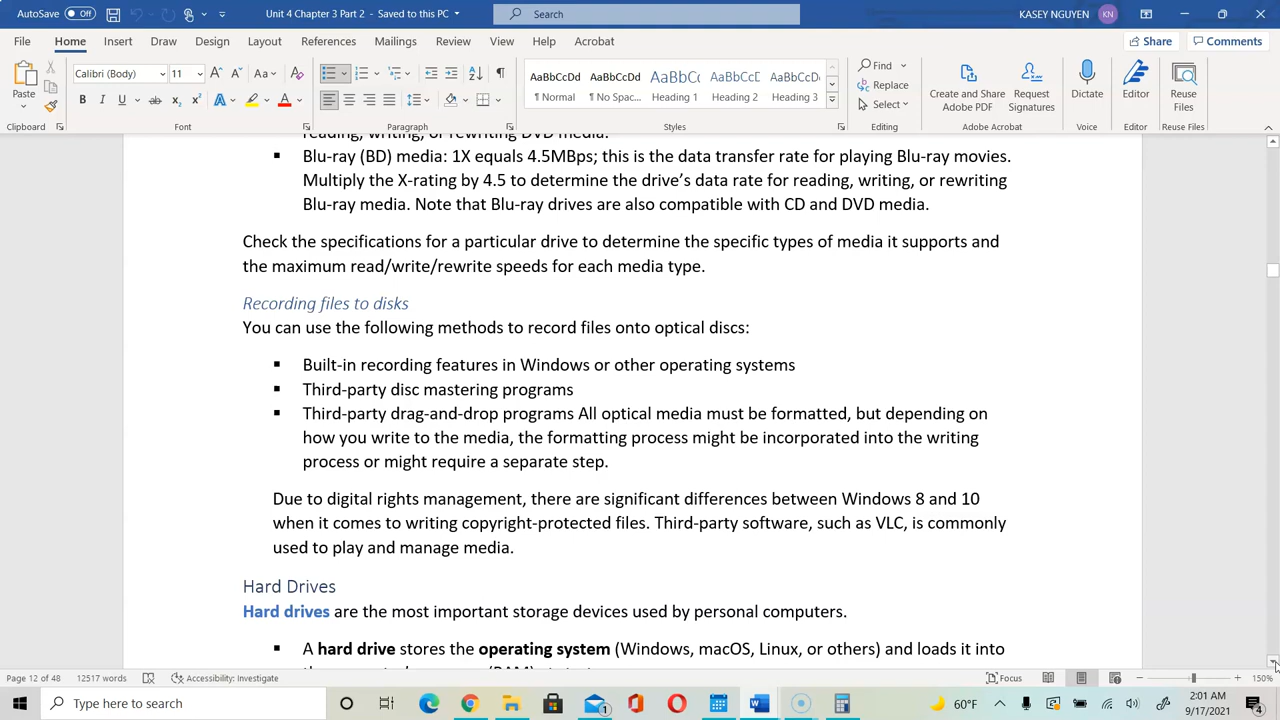 AutoSave Off
Unit 4 Chapter 3- Part 2 - Saved to this PC
Search
KASEY NGUYEN
KN
File Home Insert Draw Design Layout References Mailings Review View Help Acrobat
Share Comments
Paste
Calibri (Body) 11
AaBbCcDd AaBbCcDd AaBbCc AaBbCcD AaBbCcD
¶ Normal ¶ No Spac... Heading 1 Heading 2 Heading 3
Find
Replace
Select
Create and Share Adobe PDF
Request Signatures
Dictate
Editor
Reuse Files
Clipboard Font Paragraph Styles Editing Adobe Acrobat Voice Editor Reuse Files
reading, writing, or rewriting DVD media.
▪ Blu-ray (BD) media: 1X equals 4.5MBps; this is the data transfer rate for playing Blu-ray movies.
Multiply the X-rating by 4.5 to determine the drive’s data rate for reading, writing, or rewriting
Blu-ray media. Note that Blu-ray drives are also compatible with CD and DVD media.
Check the specifications for a particular drive to determine the specific types of media it supports and
the maximum read/write/rewrite speeds for each media type.
Recording files to disks
You can use the following methods to record files onto optical discs:
▪ Built-in recording features in Windows or other operating systems
▪ Third-party disc mastering programs
▪ Third-party drag-and-drop programs All optical media must be formatted, but depending on
how you write to the media, the formatting process might be incorporated into the writing
process or might require a separate step.
Due to digital rights management, there are significant differences between Windows 8 and 10
when it comes to writing copyright-protected files. Third-party software, such as VLC, is commonly
used to play and manage media.
Hard Drives
Hard drives are the most important storage devices used by personal computers.
▪ A hard drive stores the operating system (Windows, macOS, Linux, or others) and loads it into
Page 12 of 48 12517 words Accessibility: Investigate Focus 150%
Type here to search
60°F
2:01 AM
9/17/2021